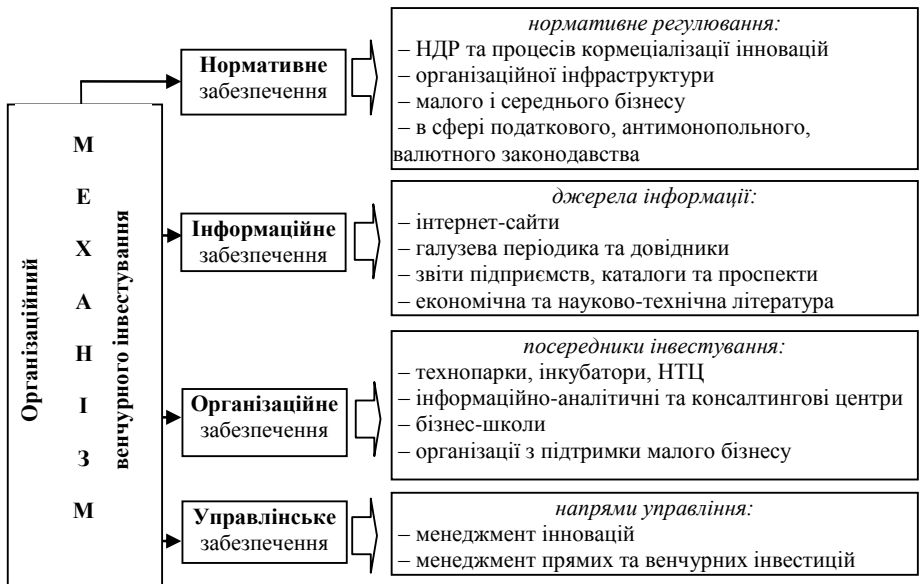 Організаційний
М
Е
Х
А
Н
І
З
М
венчурного інвестування
Нормативне
забезпечення
нормативне регулювання:
– НДР та процесів кормеціалізації інновацій
– організаційної інфраструктури
– малого і середнього бізнесу
– в сфері податкового, антимонопольного,
валютного законодавства
Інформаційне
забезпечення
джерела інформації:
– інтернет-сайти
– галузева періодика та довідники
– звіти підприємств, каталоги та проспекти
– економічна та науково-технічна література
Організаційне
забезпечення
посередники інвестування:
– технопарки, інкубатори, НТЦ
– інформаційно-аналітичні та консалтингові центри
– бізнес-школи
– організації з підтримки малого бізнесу
Управлінське
забезпечення
напрями управління:
– менеджмент інновацій
– менеджмент прямих та венчурних інвестицій